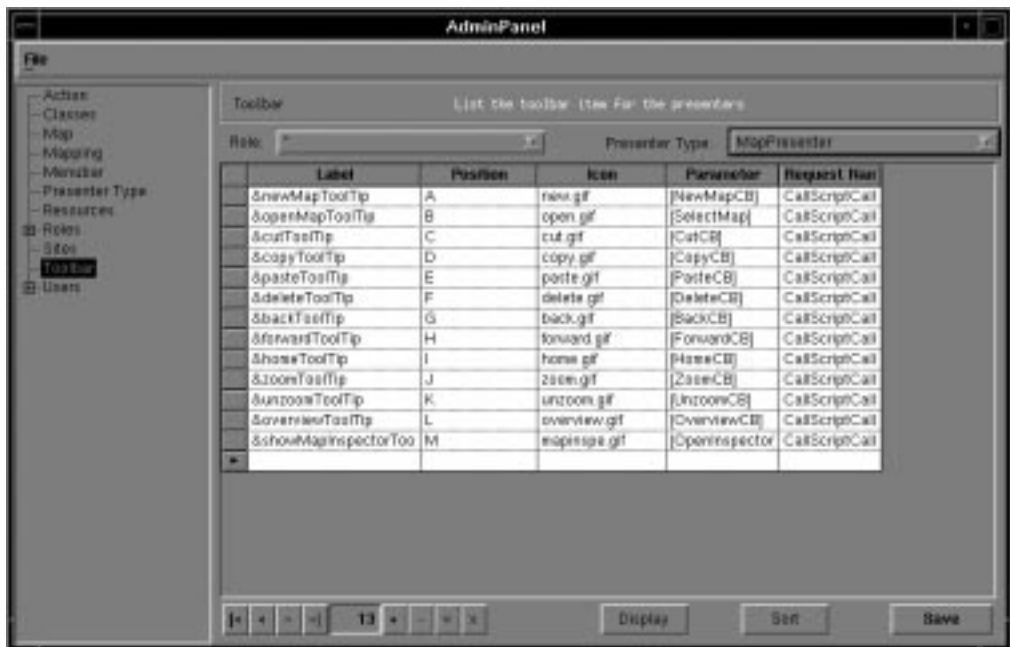 AdminPanel
File
Action
Classes
Map
Mapping
Menubar
Presenter Type
Resources
Roles
Sites
Toolbar
Users
Toolbar List the toolbar item for the presenters
Role: * Presenter Type MapPresenter
Label Position Icon Parameter Request Nan
&newMapToolTip A new.gif [NewMapCB] CallScriptCall
&openMapToolTip B open.gif [SelectMap] CallScriptCall
&cutToolTip C cut.gif [CutCB] CallScriptCall
&copyToolTip D copy.gif [CopyCB] CallScriptCall
&pasteToolTip E paste.gif [PasteCB] CallScriptCall
&deleteToolTip F delete.gif [DeleteCB] CallScriptCall
&backToolTip G back.gif [BackCB] CallScriptCall
&forwardToolTip H forward.gif [ForwardCB] CallScriptCall
&homeToolTip I home.gif [HomeCB] CallScriptCall
&zoomToolTip J zoom.gif [ZoomCB] CallScriptCall
&unzoomToolTip K unzoom.gif [UnzoomCB] CallScriptCall
&overviewToolTip L overview.gif [OverviewCB] CallScriptCall
&showMapInspectorToo M mapinspe.gif [OpenInspector CallScriptCall
13 Display Sort Save